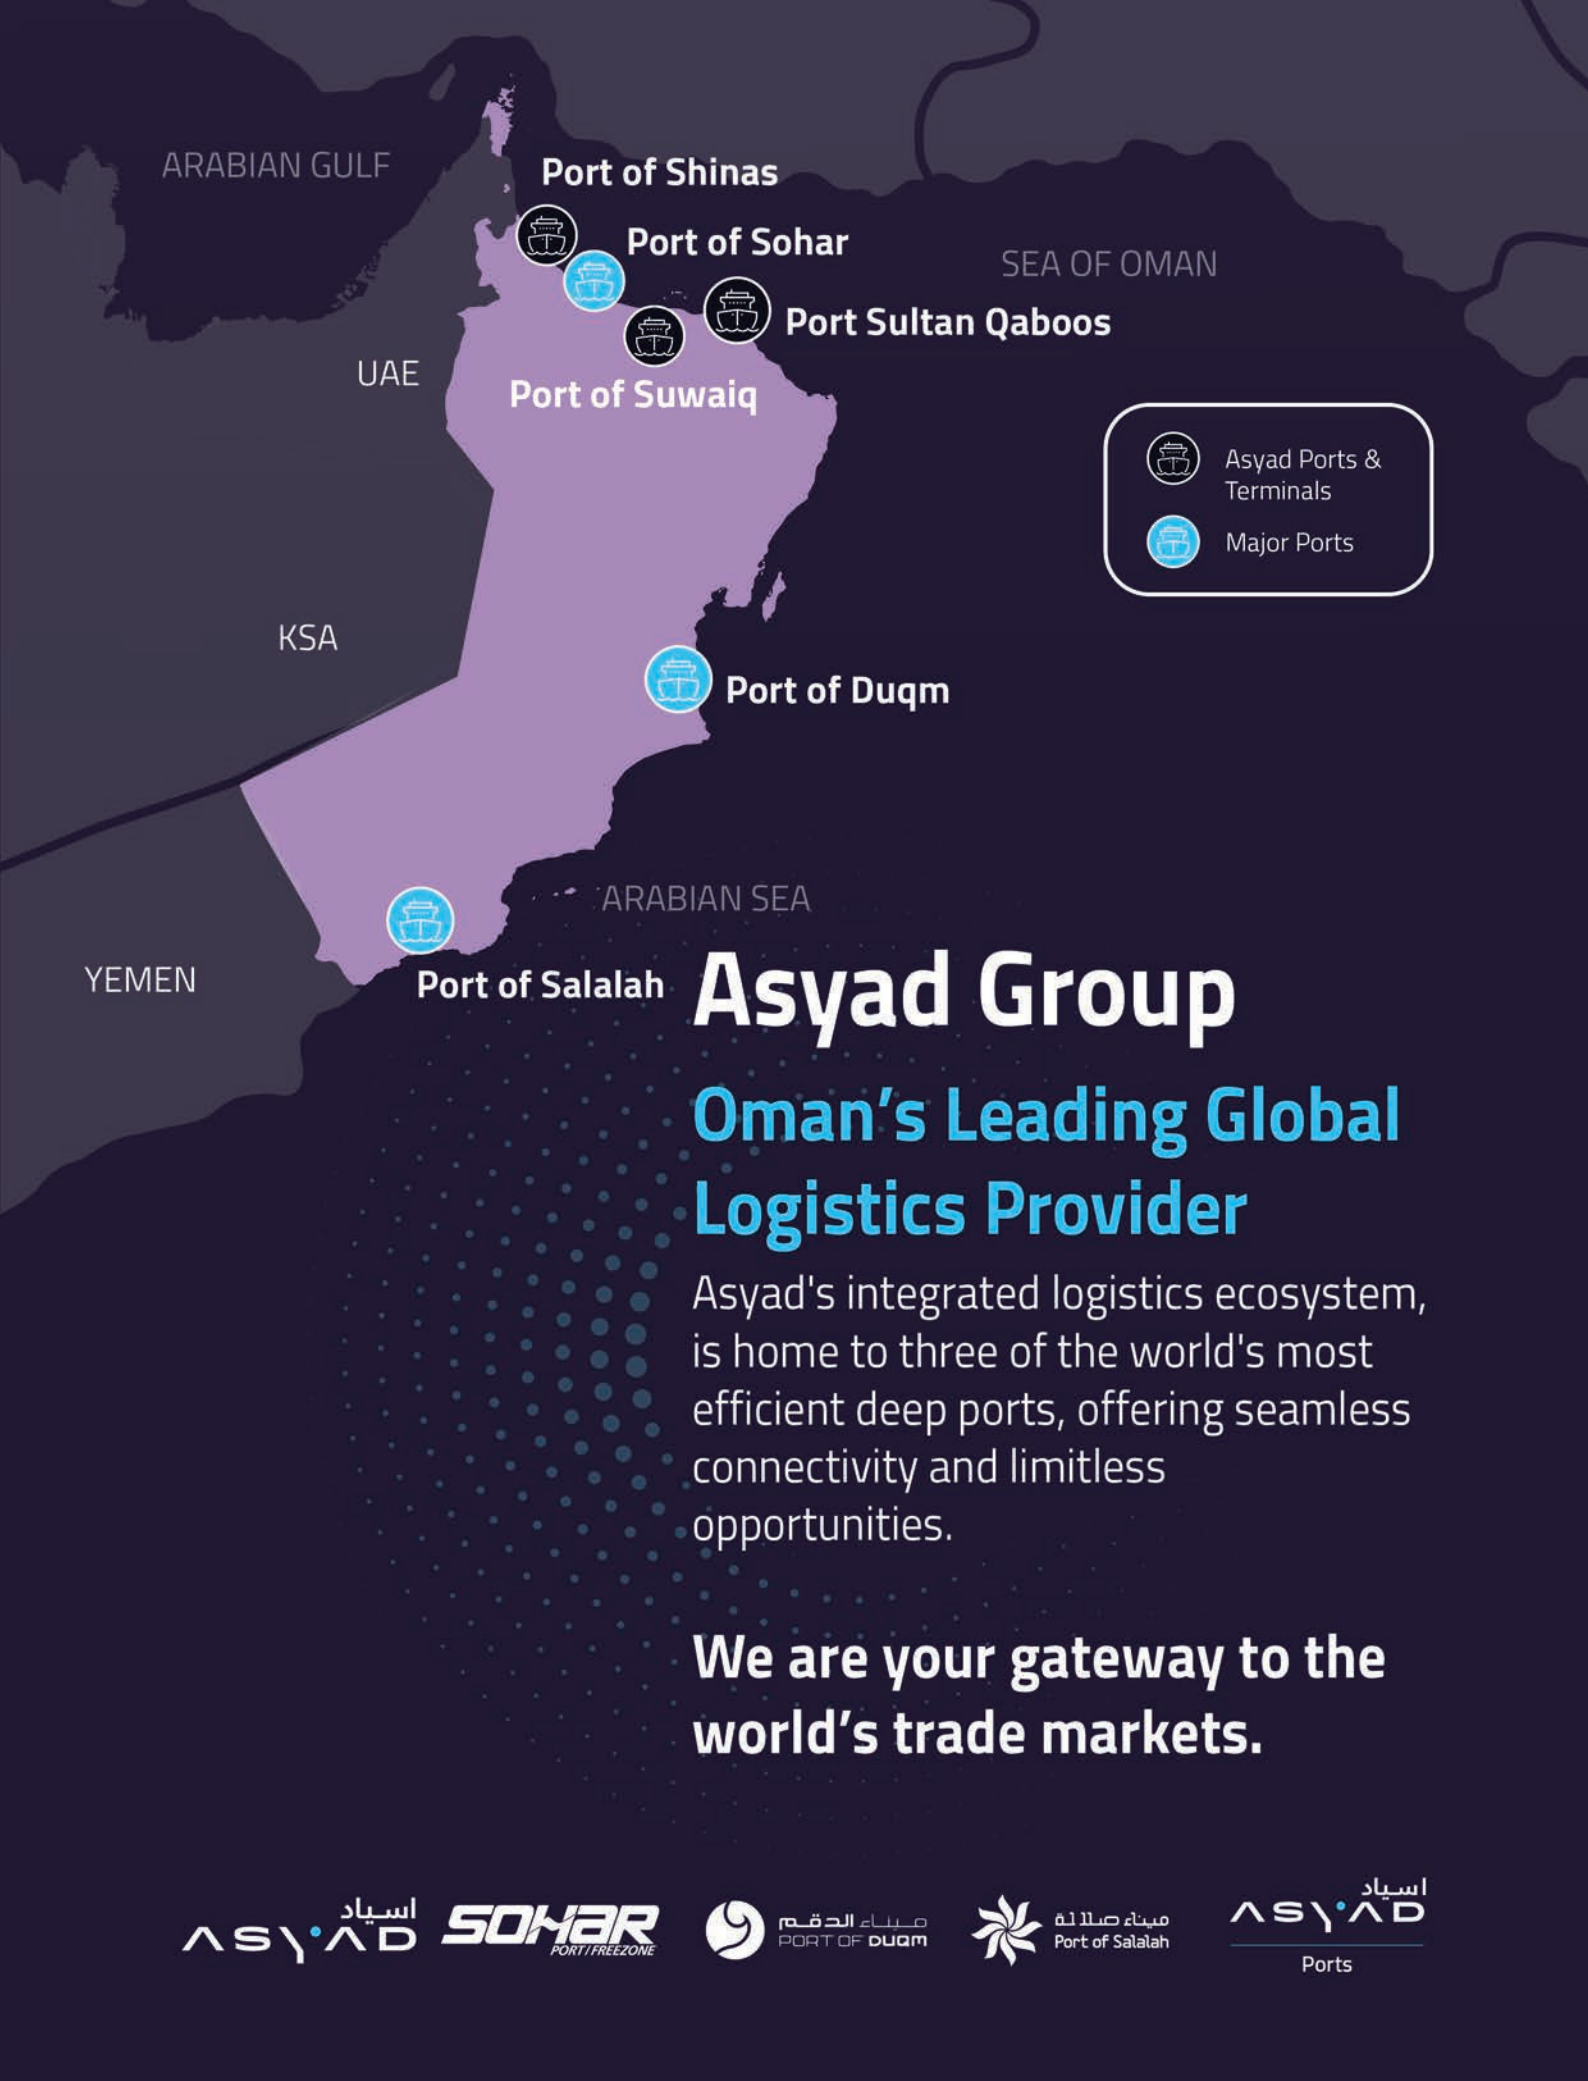 ARABIAN GULF
Port of Shinas
Port of Sohar
SEA OF OMAN
Port Sultan Qaboos
UAE
Port of Suwaiq
Asyad Ports &
Terminals
Major Ports
KSA
Port of Duqm
ARABIAN SEA
YEMEN
Port of Salalah
Asyad Group
Oman's Leading Global
Logistics Provider
Asyad's integrated logistics ecosystem,
is home to three of the world's most
efficient deep ports, offering seamless
connectivity and limitless
opportunities.
We are your gateway to the
world's trade markets.
اسياد
ASYAD
SOHAR
PORT/FREEZONE
ميناء الدقم
PORT OF DUQM
ميناء صلالة
Port of Salalah
اسياد
ASYAD
Ports